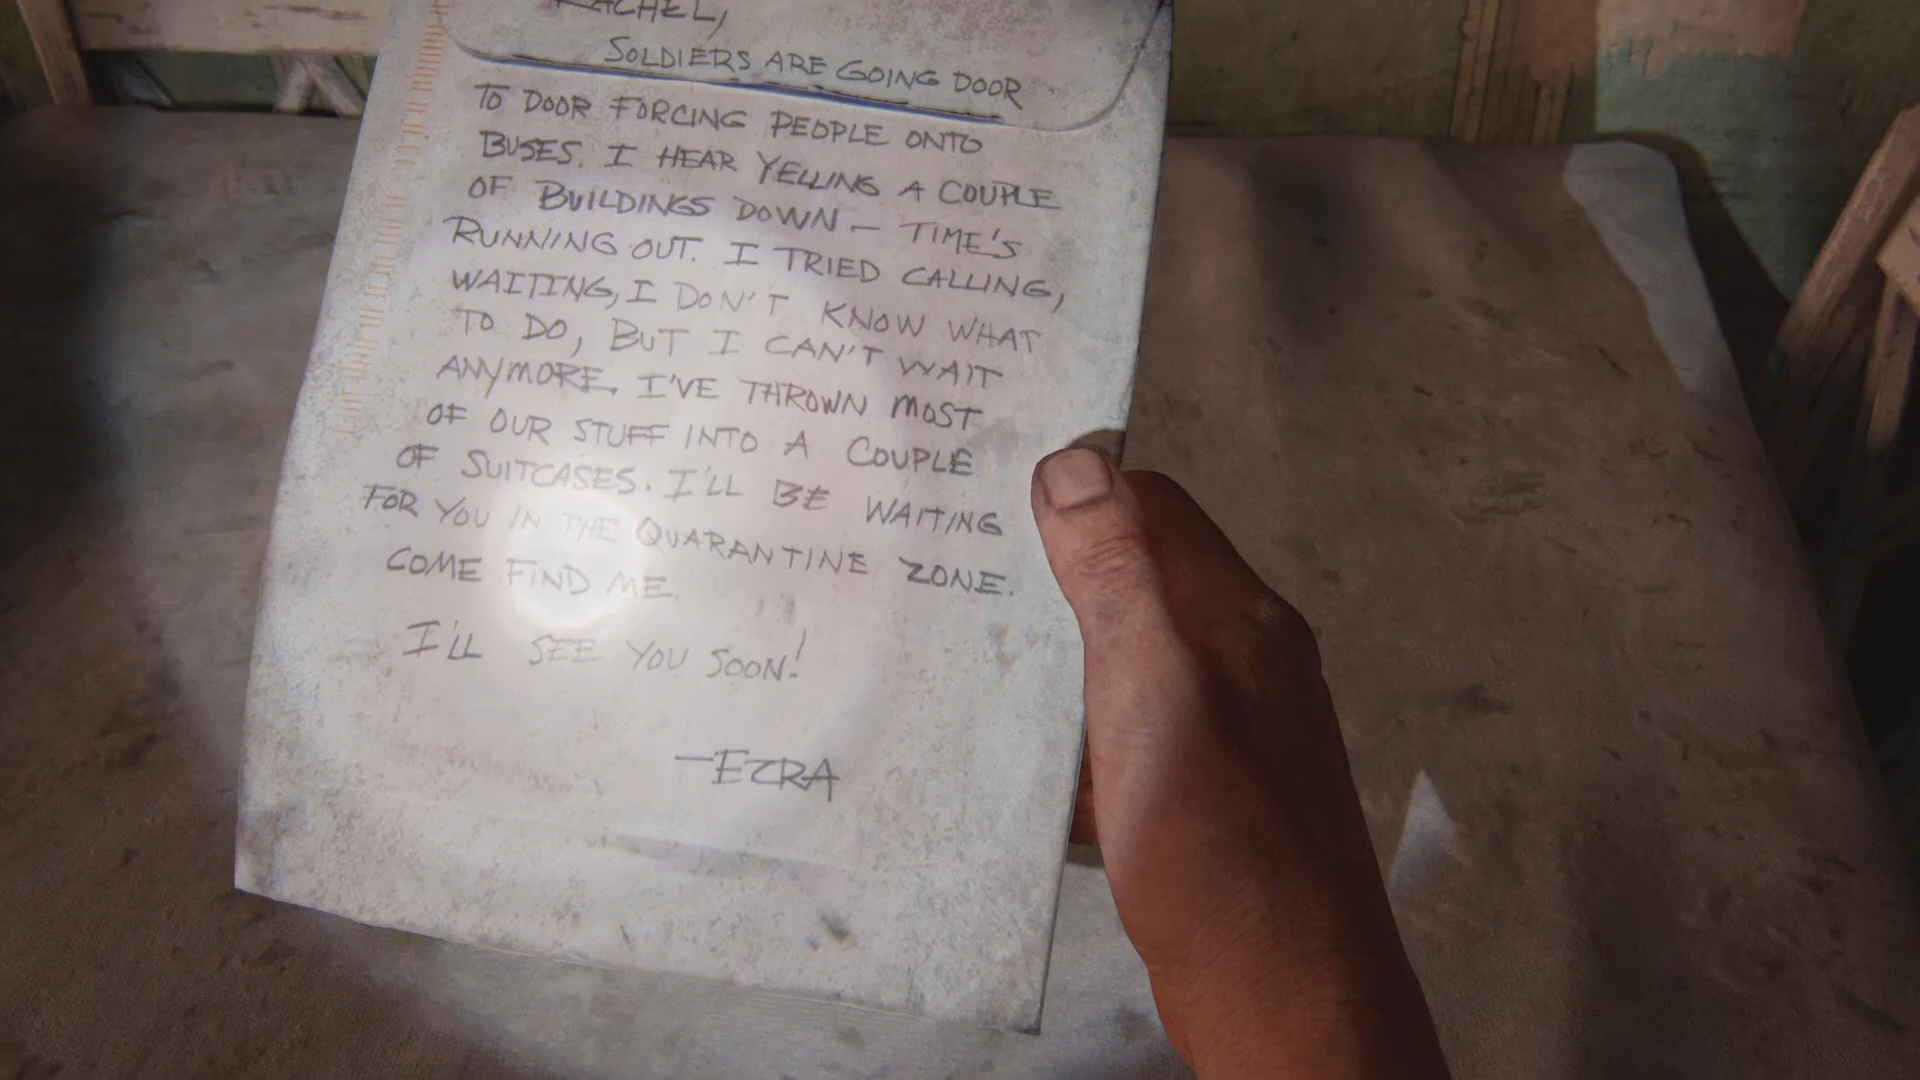 RACHEL,
SOLDIERS ARE GOING DOOR
TO DOOR FORCING PEOPLE ONTO
BUSES. I HEAR YELLING A COUPLE
OF BUILDINGS DOWN — TIME'S
RUNNING OUT. I TRIED CALLING,
WAITING, I DON'T KNOW WHAT
TO DO, BUT I CAN'T WAIT
ANYMORE. I'VE THROWN MOST
OF OUR STUFF INTO A COUPLE
OF SUITCASES. I'LL BE WAITING
FOR YOU IN THE QUARANTINE ZONE.
COME FIND ME.
I'LL SEE YOU SOON!
—EZRA